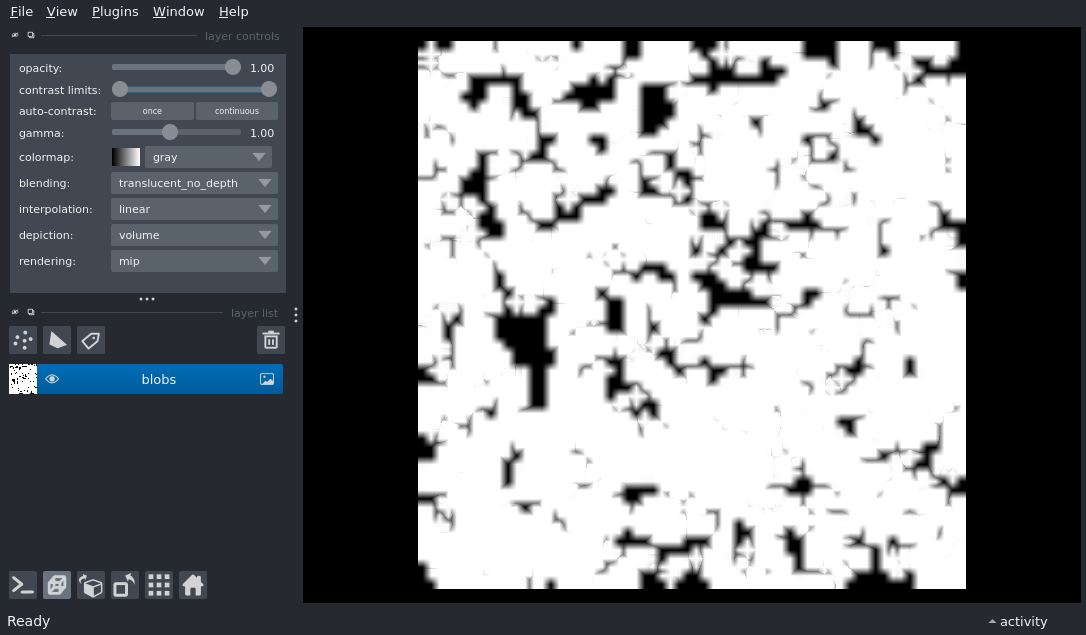 File View Plugins Window Help
layer controls
opacity: 1.00
contrast limits:
auto-contrast: once continuous
gamma: 1.00
colormap: gray
blending: translucent_no_depth
interpolation: linear
depiction: volume
rendering: mip
layer list
blobs
Ready activity